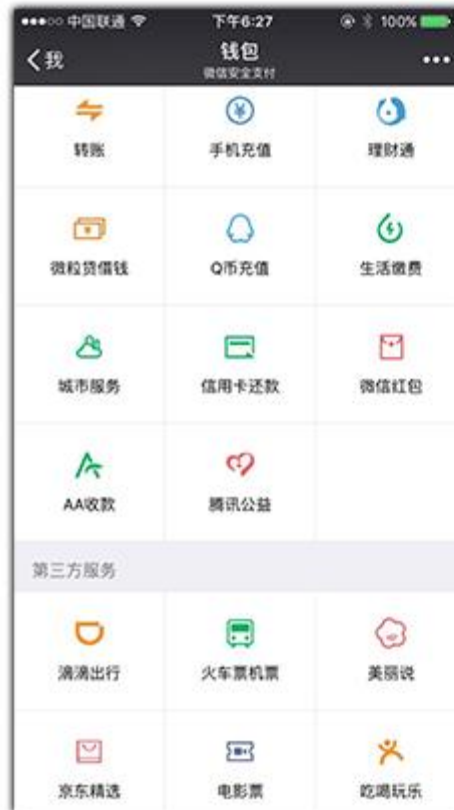 中国联通 下午6:27 100%
我 钱包
微信安全支付
转账 手机充值 理财通
微粒贷借钱 Q币充值 生活缴费
城市服务 信用卡还款 微信红包
AA收款 腾讯公益
第三方服务
滴滴出行 火车票机票 美丽说
京东精选 电影票 吃喝玩乐